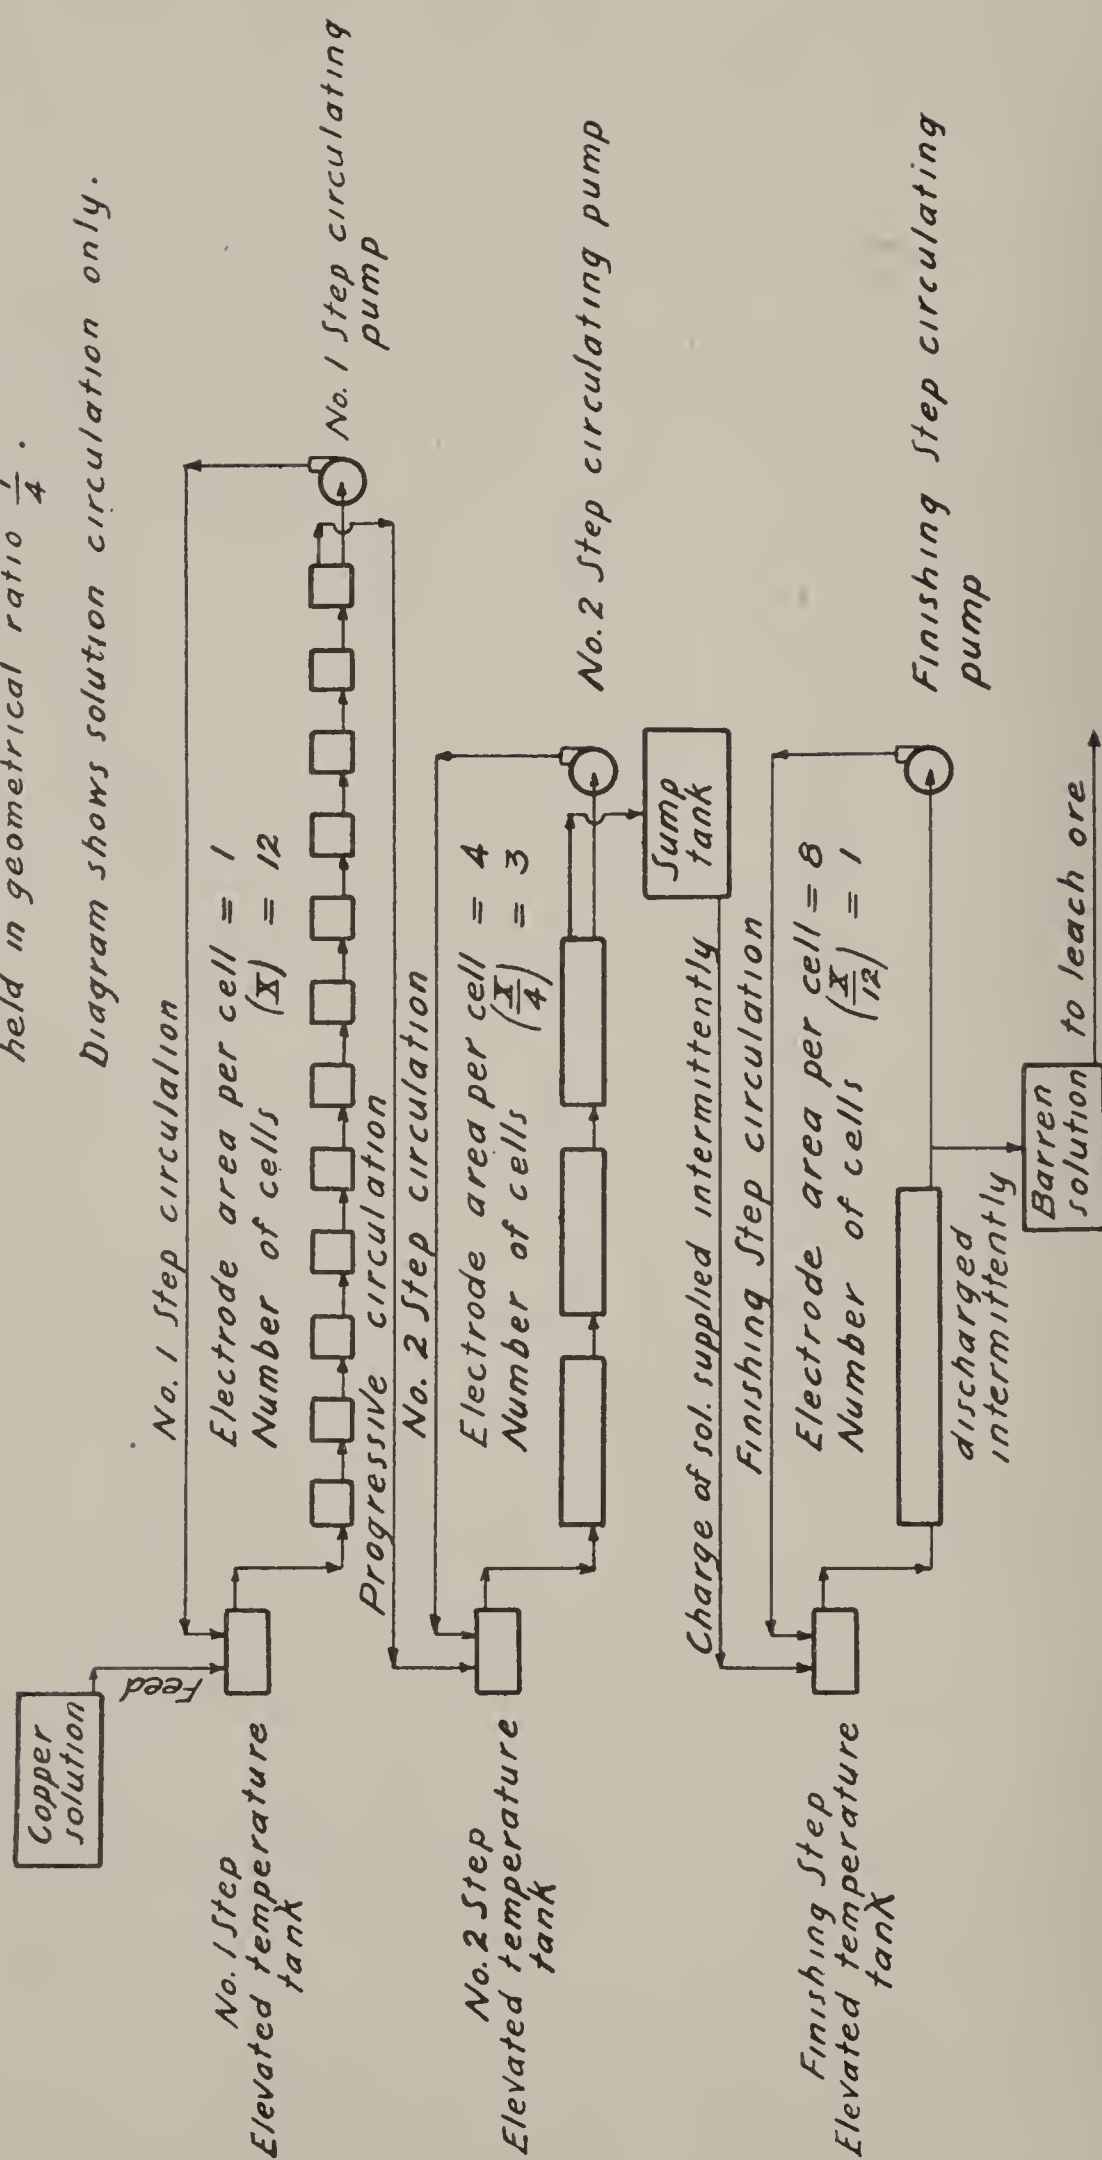 held in geometrical ratio 1/4.
Diagram shows solution circulation only.
Copper
solution
Feed
No. 1 Step circulation
Electrode area per cell = 1
Number of cells (X) = 12
No. 1 Step circulating
pump
No. 1 Step
Elevated temperature
tank
Progressive circulation
No. 2 Step circulation
Electrode area per cell = 4
Number of cells (X/4) = 3
No. 2 Step circulating pump
No. 2 Step
Elevated temperature
tank
Sump
tank
Charge of sol. supplied intermittently
Finishing Step circulation
Electrode area per cell = 8
Number of cells (X/12) = 1
Finishing Step circulating
pump
Finishing Step
Elevated temperature
tank
discharged
intermittently
Barren
solution
to leach ore